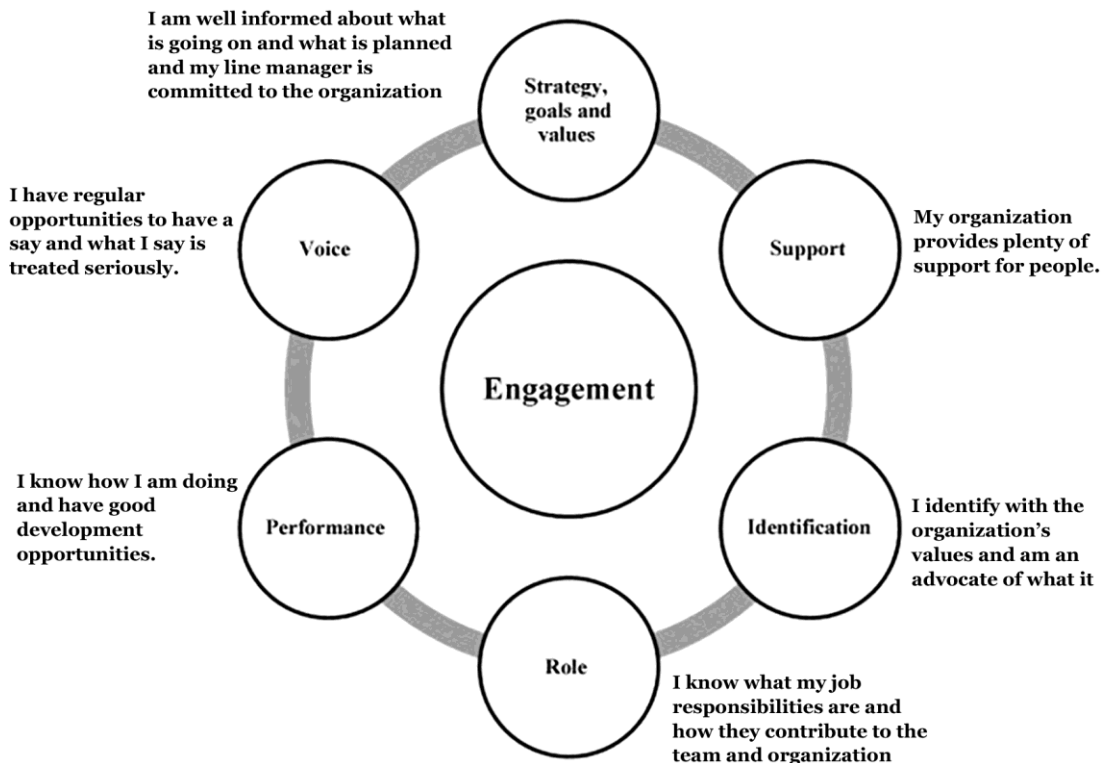 I am well informed about what
is going on and what is planned
and my line manager is
committed to the organization
Strategy,
goals and
values
I have regular
opportunities to have a
say and what I say is
treated seriously.
Voice
Support
My organization
provides plenty of
support for people.
Engagement
I know how I am doing
and have good
development
opportunities.
Performance
Identification
I identify with the
organization’s
values and am an
advocate of what it
Role
I know what my job
responsibilities are and
how they contribute to the
team and organization